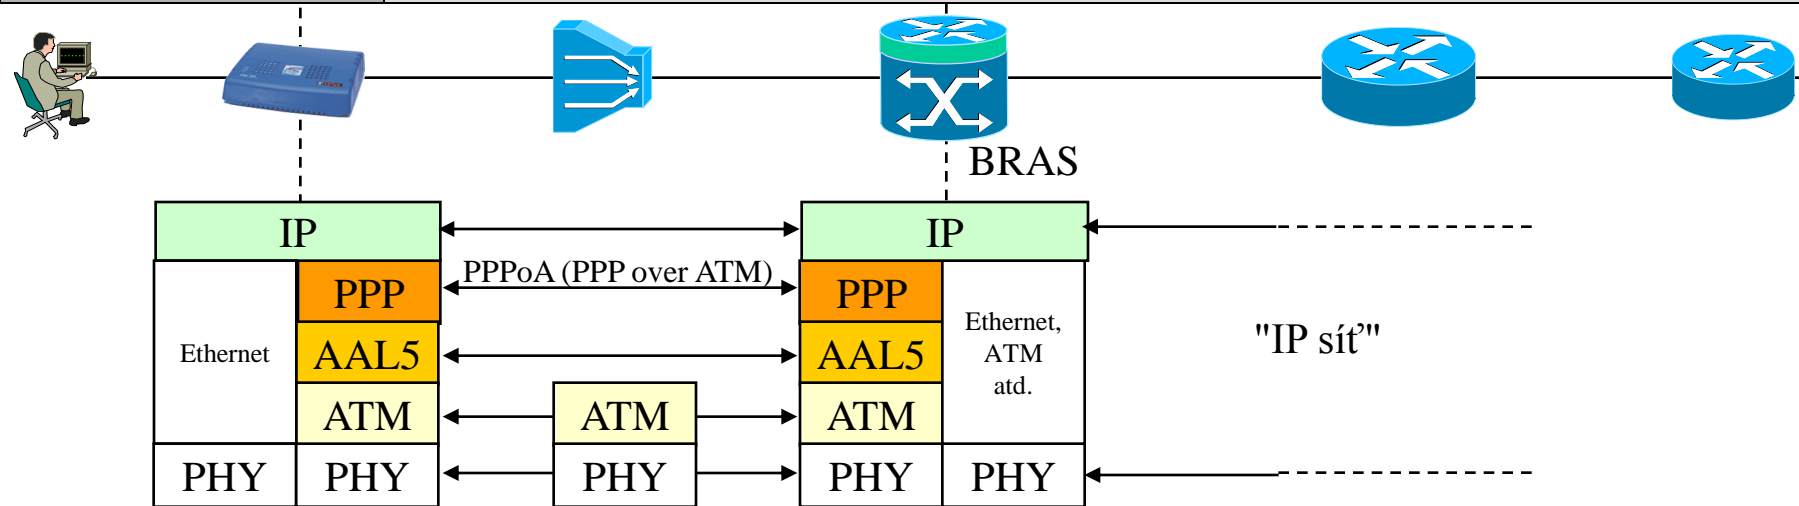 BRAS
IP
IP
PPPoA (PPP over ATM)
PPP
PPP
Ethernet
AAL5
AAL5
Ethernet,
ATM
atd.
"IP síť"
ATM
ATM
ATM
PHY
PHY
PHY
PHY
PHY